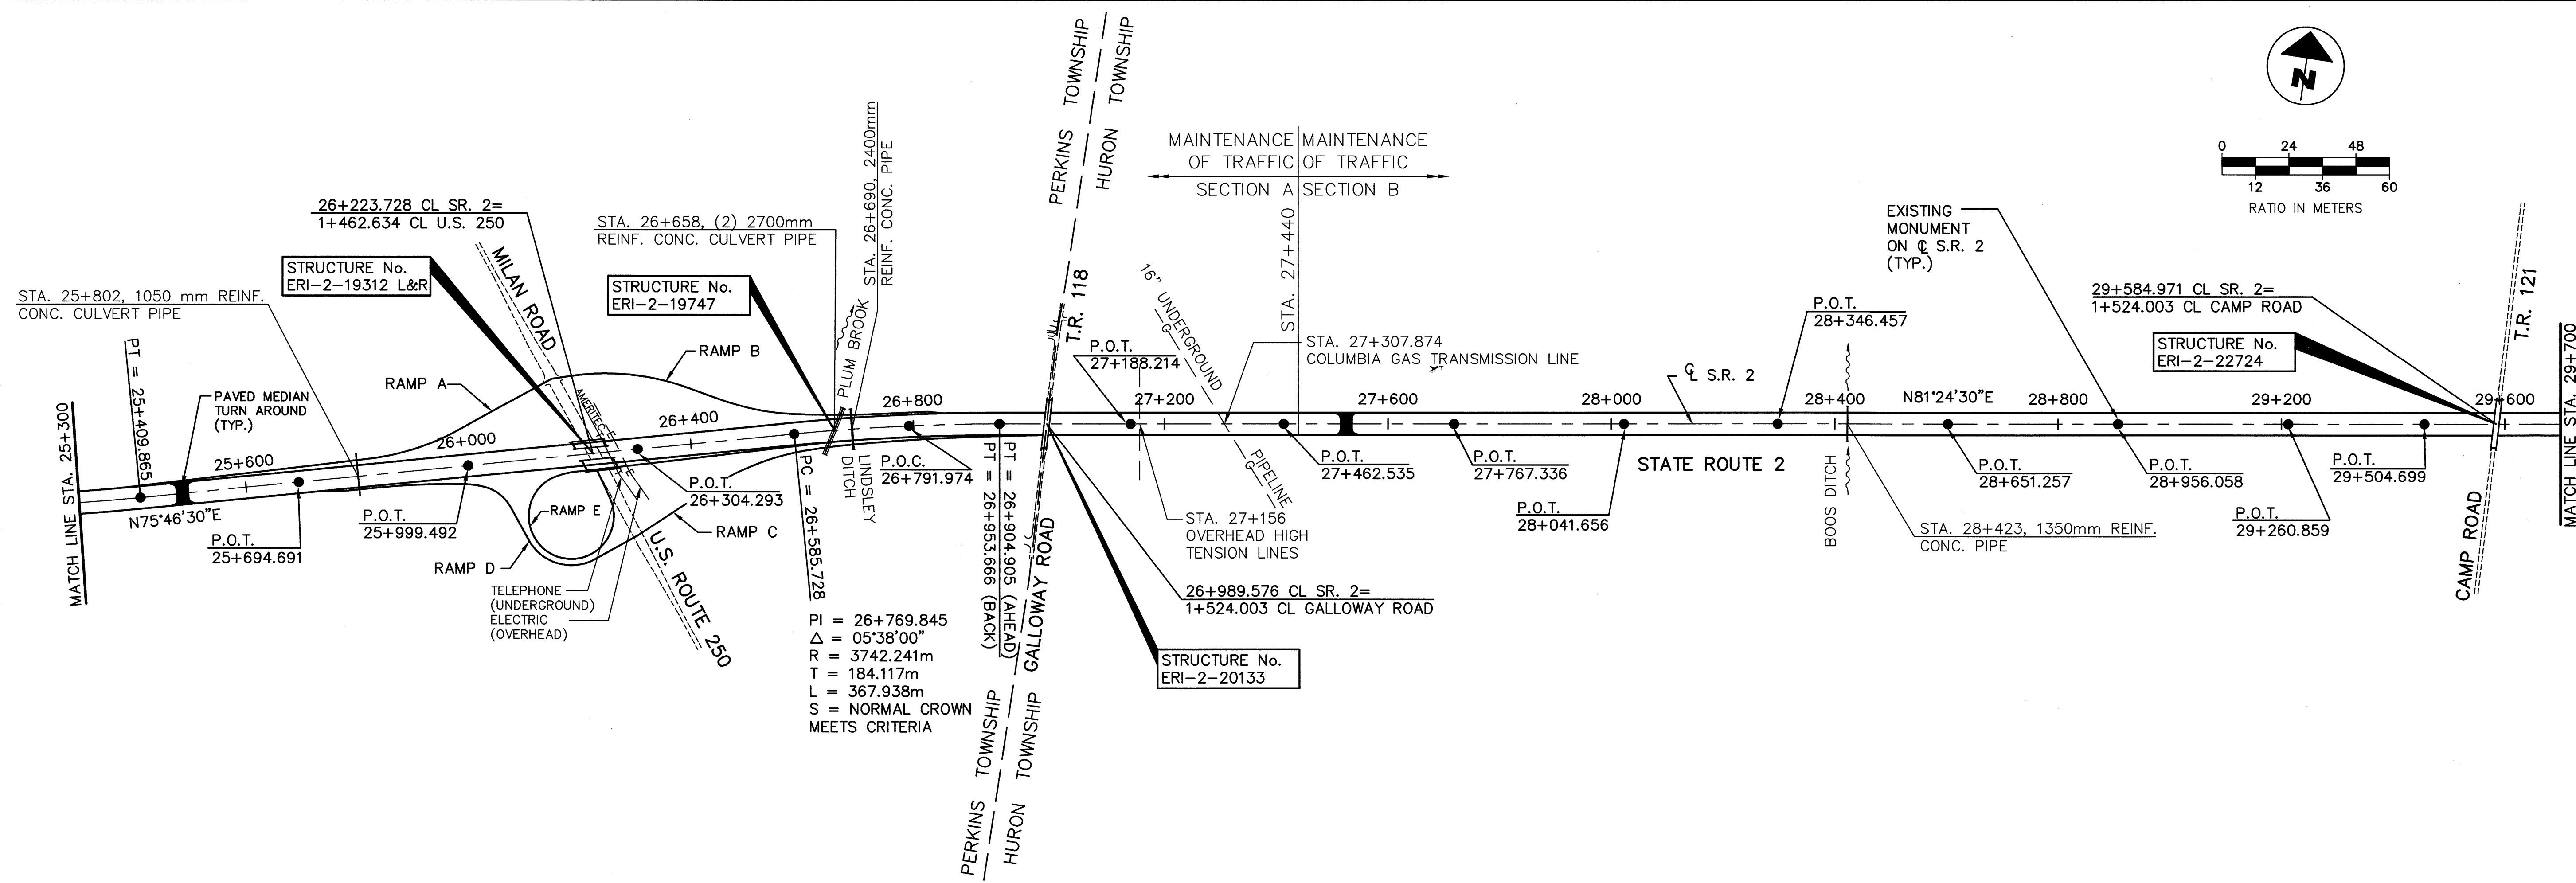 PERKINS TOWNSHIP
HURON TOWNSHIP
N
0 24 48
12 36 60
RATIO IN METERS
MAINTENANCE OF TRAFFIC
SECTION A
MAINTENANCE OF TRAFFIC
SECTION B
STA. 27+440
26+223.728 CL SR. 2=
1+462.634 CL U.S. 250
STRUCTURE No.
ERI-2-19312 L&R
STA. 25+802, 1050 mm REINF.
CONC. CULVERT PIPE
MILAN ROAD
STA. 26+658, (2) 2700mm
REINF. CONC. CULVERT PIPE
STRUCTURE No.
ERI-2-19747
STA. 26+690, 2400mm
REINF. CONC. PIPE
PLUM BROOK
T.R. 118
16" UNDERGROUND
G
G
PIPELINE
P.O.T.
27+188.214
STA. 27+307.874
COLUMBIA GAS TRANSMISSION LINE
℄ S.R. 2
P.O.T.
28+346.457
EXISTING
MONUMENT
ON ℄ S.R. 2
(TYP.)
29+584.971 CL SR. 2=
1+524.003 CL CAMP ROAD
STRUCTURE No.
ERI-2-22724
T.R. 121
MATCH LINE STA. 29+700
MATCH LINE STA. 25+300
PT = 25+409.865
PAVED MEDIAN
TURN AROUND
(TYP.)
RAMP A
RAMP B
AMERITECH
E
25+600
26+000
26+400
26+800
27+200
27+600
28+000
28+400
N81°24'30"E
28+800
29+200
29+600
N75°46'30"E
P.O.T.
25+694.691
P.O.T.
25+999.492
RAMP E
RAMP D
RAMP C
P.O.T.
26+304.293
U.S. ROUTE 250
TELEPHONE
(UNDERGROUND)
ELECTRIC
(OVERHEAD)
PC = 26+585.728
LINDSLEY
DITCH
P.O.C.
26+791.974
PT = 26+904.905 (AHEAD)
PT = 26+953.666 (BACK)
PI = 26+769.845
Δ = 05°38'00"
R = 3742.241m
T = 184.117m
L = 367.938m
S = NORMAL CROWN
MEETS CRITERIA
GALLOWAY ROAD
STA. 27+156
OVERHEAD HIGH
TENSION LINES
26+989.576 CL SR. 2=
1+524.003 CL GALLOWAY ROAD
STRUCTURE No.
ERI-2-20133
P.O.T.
27+462.535
P.O.T.
27+767.336
P.O.T.
28+041.656
STATE ROUTE 2
BOOS DITCH
STA. 28+423, 1350mm REINF.
CONC. PIPE
P.O.T.
28+651.257
P.O.T.
28+956.058
P.O.T.
29+260.859
P.O.T.
29+504.699
CAMP ROAD
PERKINS TOWNSHIP
HURON TOWNSHIP